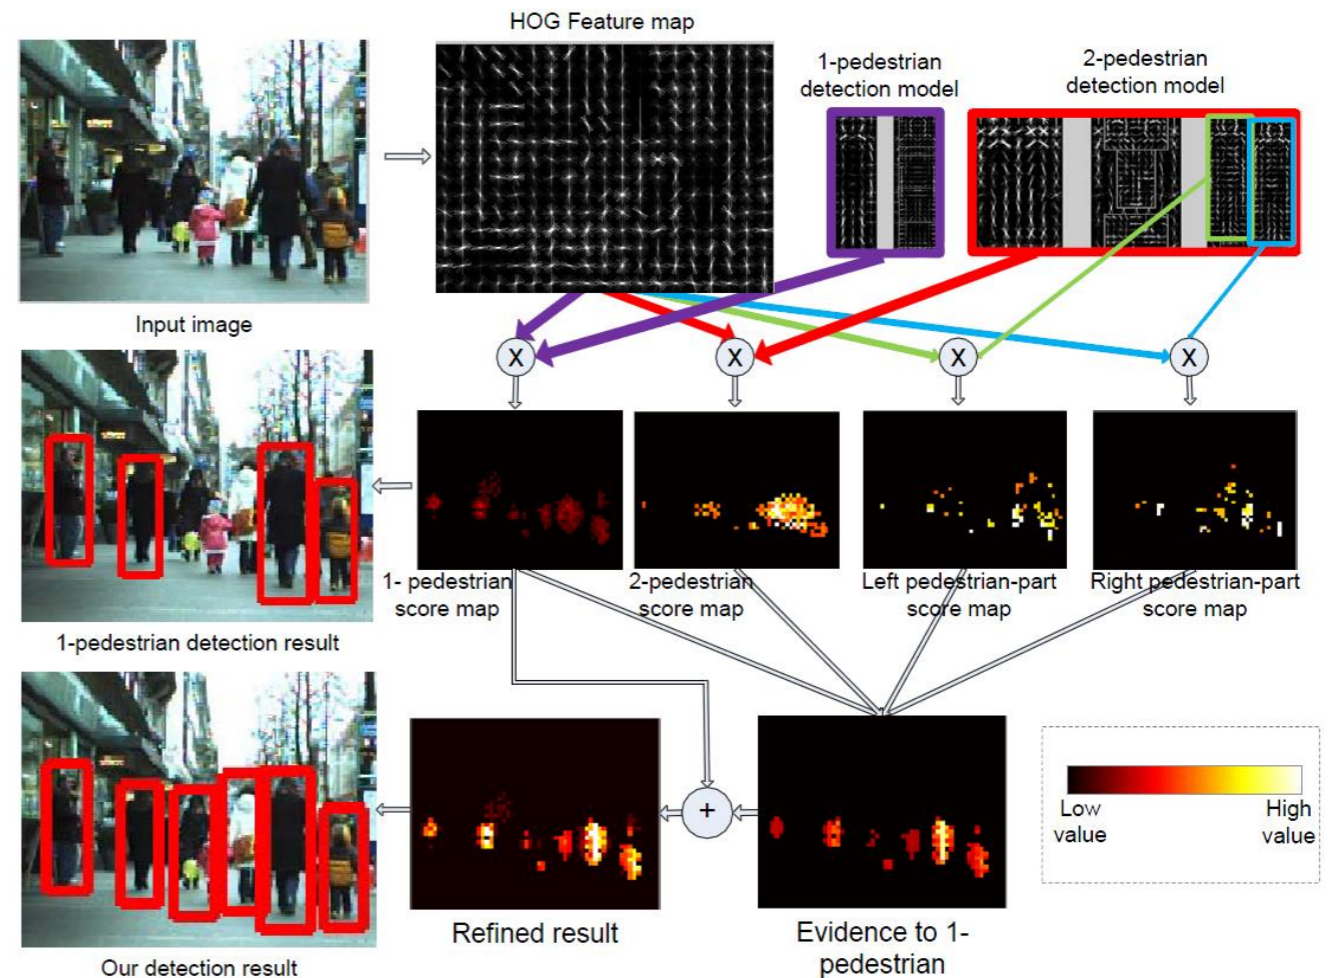 HOG Feature map
1-pedestrian
detection model
2-pedestrian
detection model
Input image
X
X
X
X
1- pedestrian
score map
2-pedestrian
score map
Left pedestrian-part
score map
Right pedestrian-part
score map
1-pedestrian detection result
+
Low
value
High
value
Refined result
Evidence to 1-
pedestrian
Our detection result